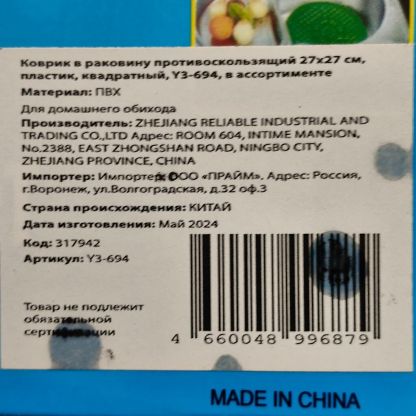 Коврик в раковину противоскользящий 27x27 см,
пластик, квадратный, Y3-694, в ассортименте
Материал: ПВХ
Для домашнего обихода
Производитель: ZHEJIANG RELIABLE INDUSTRIAL AND
TRADING CO.,LTD Адрес: ROOM 604, INTIME MANSION,
No.2388, EAST ZHONGSHAN ROAD, NINGBO CITY,
ZHEJIANG PROVINCE, CHINA
Импортер: Импортер: ООО «ПРАЙМ», Адрес: Россия,
г.Воронеж, ул.Волгоградская, д.32 оф.3
Страна происхождения: КИТАЙ
Дата изготовления: Май 2024
Код: 317942
Артикул: Y3-694
Товар не подлежит
обязательной
сертификации
4 660048 996879
MADE IN CHINA